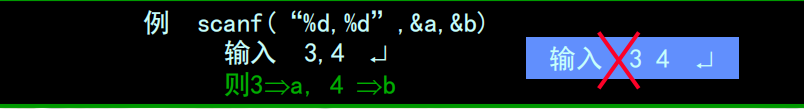 例 scanf(“%d,%d”,&a,&b)
输入 3,4 ↵
则3⇒a, 4 ⇒b
输入 3 4 ↵